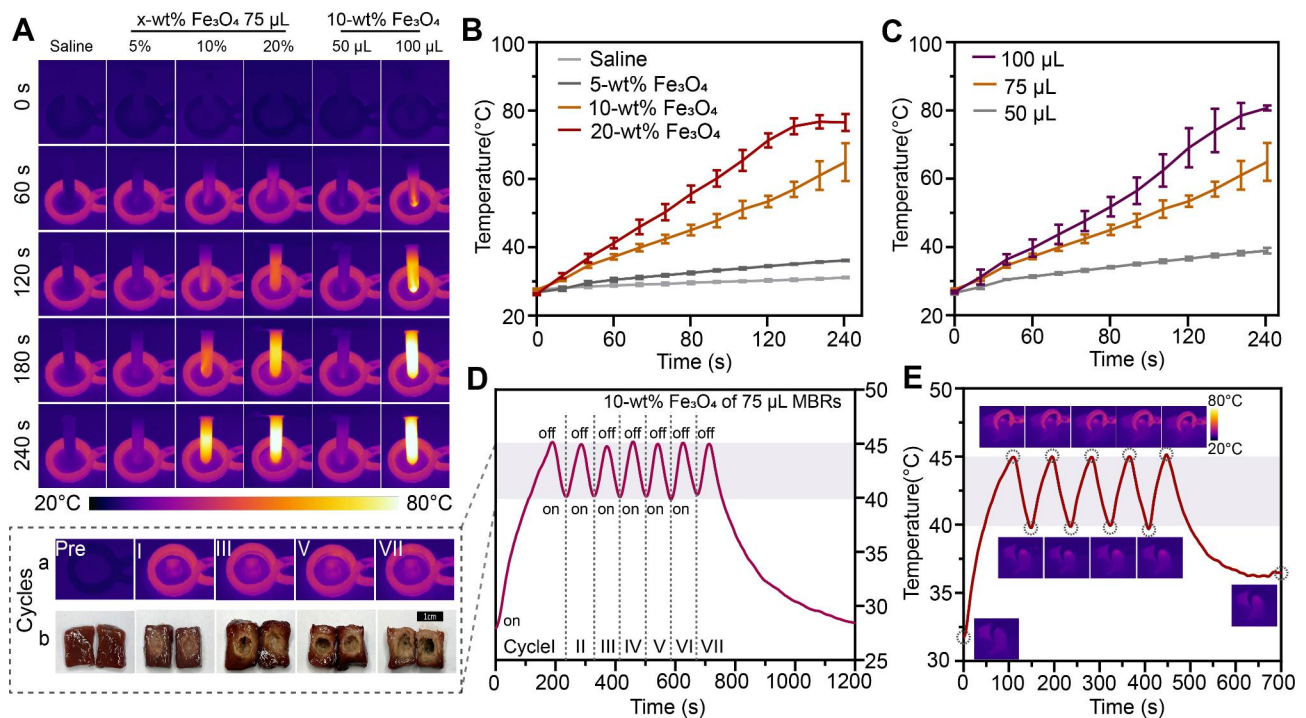 A
x-wt% Fe₃O₄ 75 μL
10-wt% Fe₃O₄
Saline
5%
10%
20%
50 μL
100 μL
0 s
60 s
120 s
180 s
240 s
20°C
80°C
B
Temperature(°C)
100
80
60
40
20
Saline
5-wt% Fe₃O₄
10-wt% Fe₃O₄
20-wt% Fe₃O₄
0
60
80
120
240
Time (s)
C
Temperature(°C)
100
80
60
40
20
100 μL
75 μL
50 μL
0
60
80
120
240
Time (s)
Cycles
a
Pre
I
III
V
VII
b
1cm
D
10-wt% Fe₃O₄ of 75 μL MBRs
off
off
off
off
off
off
off
on
on
on
on
on
on
on
CycleI
II
III
IV
V
VI
VII
50
45
40
35
30
25
0
200
400
600
800
1000
1200
Time (s)
E
Temperature(°C)
50
45
40
35
30
80°C
20°C
0
100
200
300
400
500
600
700
Time (s)